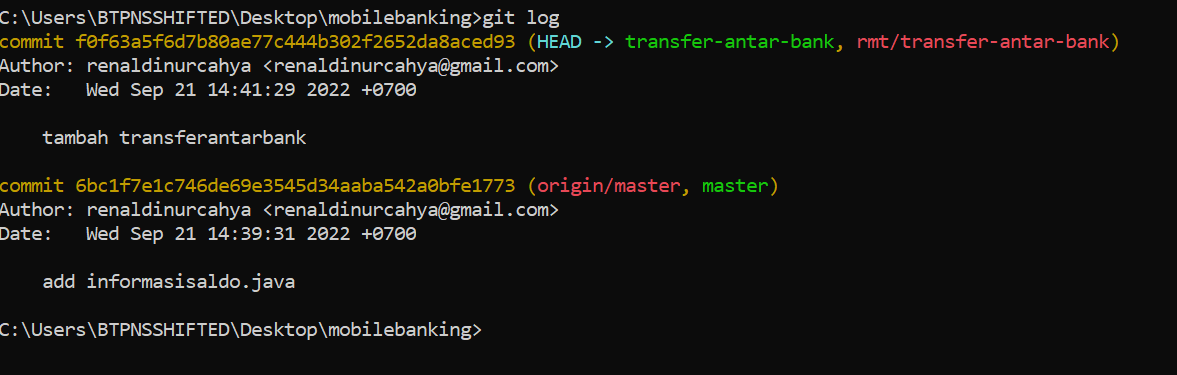 C:\Users\BTPNSSHIFTED\Desktop\mobilebanking>git log
commit f0f63a5f6d7b80ae77c444b302f2652da8aced93 (HEAD -> transfer-antar-bank, rmt/transfer-antar-bank)
Author: renaldinurcahya <renaldinurcahya@gmail.com>
Date:   Wed Sep 21 14:41:29 2022 +0700
    tambah transferantarbank
commit 6bc1f7e1c746de69e3545d34aaba542a0bfe1773 (origin/master, master)
Author: renaldinurcahya <renaldinurcahya@gmail.com>
Date:   Wed Sep 21 14:39:31 2022 +0700
    add informasisaldo.java
C:\Users\BTPNSSHIFTED\Desktop\mobilebanking>